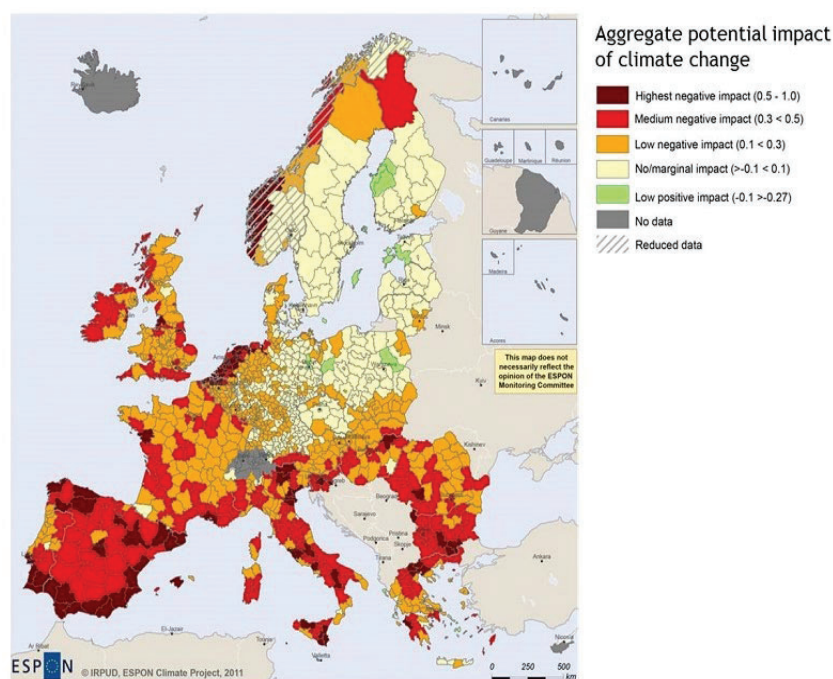 Aggregate potential impact
of climate change
Highest negative impact (0.5 - 1.0)
Medium negative impact (0.3 < 0.5)
Low negative impact (0.1 < 0.3)
No/marginal impact (>-0.1 < 0.1)
Low positive impact (-0.1 >-0.27)
No data
Reduced data
Canarias
Guadeloupe
Martinique
Réunion
Guyane
Madeira
Acores
This map does not
necessarily reflect the
opinion of the ESPON
Monitoring Committee
Minsk
Kyiv
Kishinev
Zagreb
Beograd
Sarajevo
Pristina
Podgorica
Skopje
Tirana
Ankara
Nicosia
Ar Ribat
El-Jazair
Valletta
ESPON
© IRPUD, ESPON Climate Project, 2011
0 250 500
km